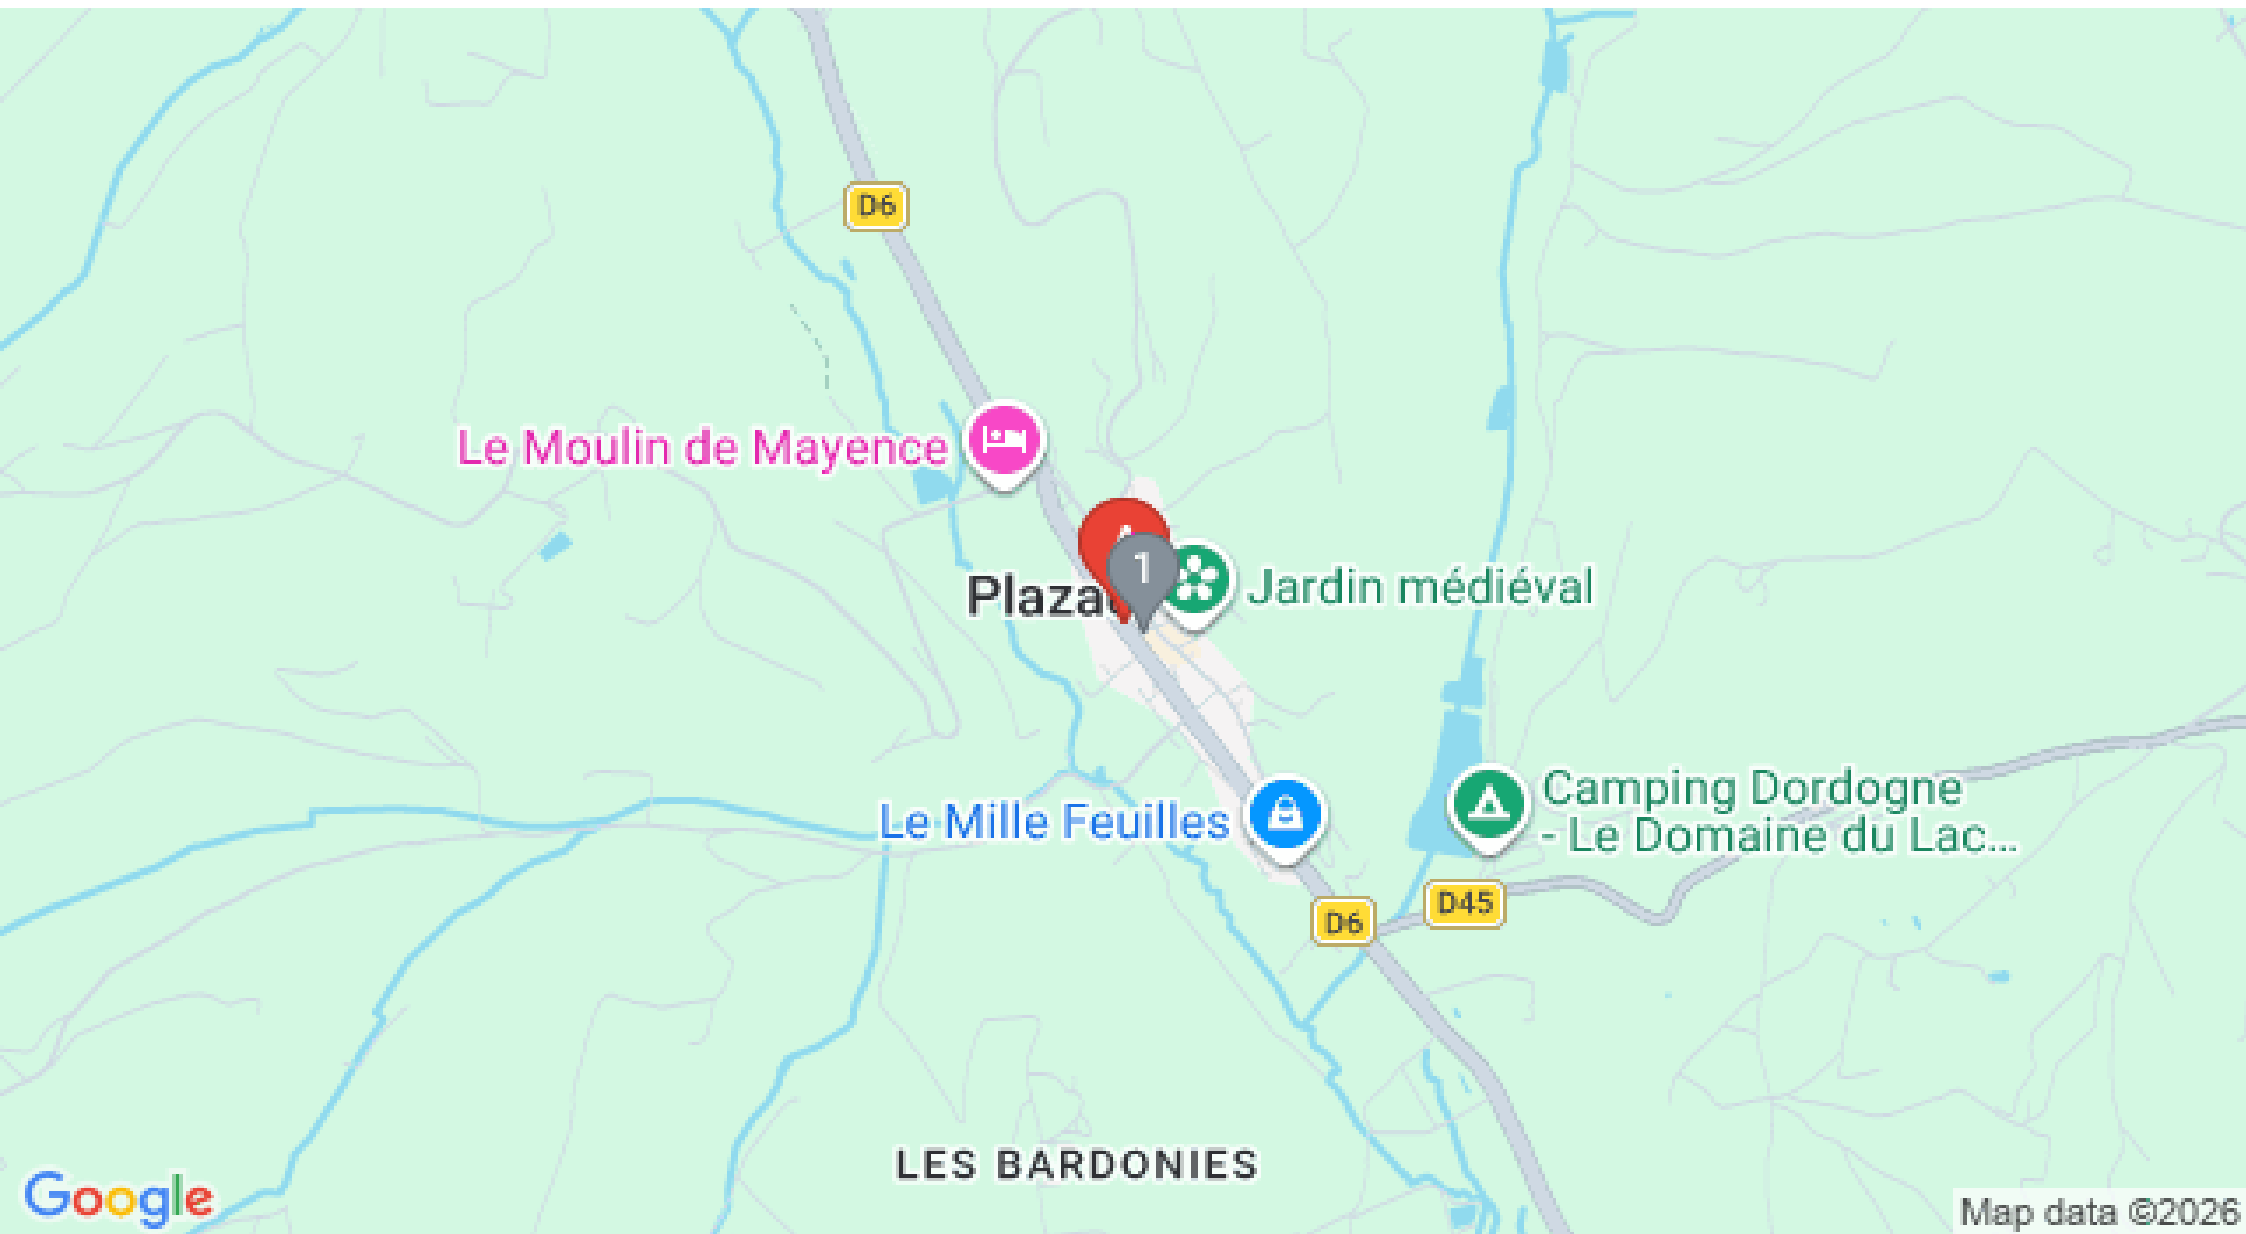 D6
Le Moulin de Mayence
1
Jardin médiéval
Camping Dordogne
- Le Domaine du Lac...
Le Mille Feuilles
D45
D6
LES BARDONIES
Google
Map data ©2026